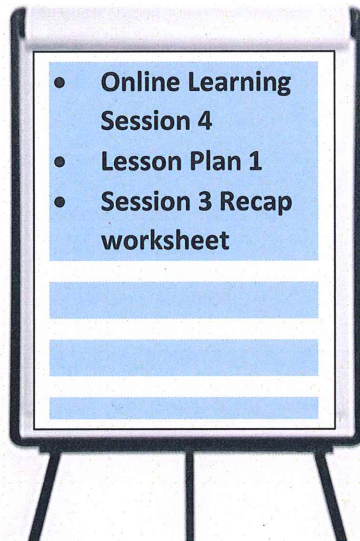 • Online Learning
Session 4
• Lesson Plan 1
• Session 3 Recap
worksheet